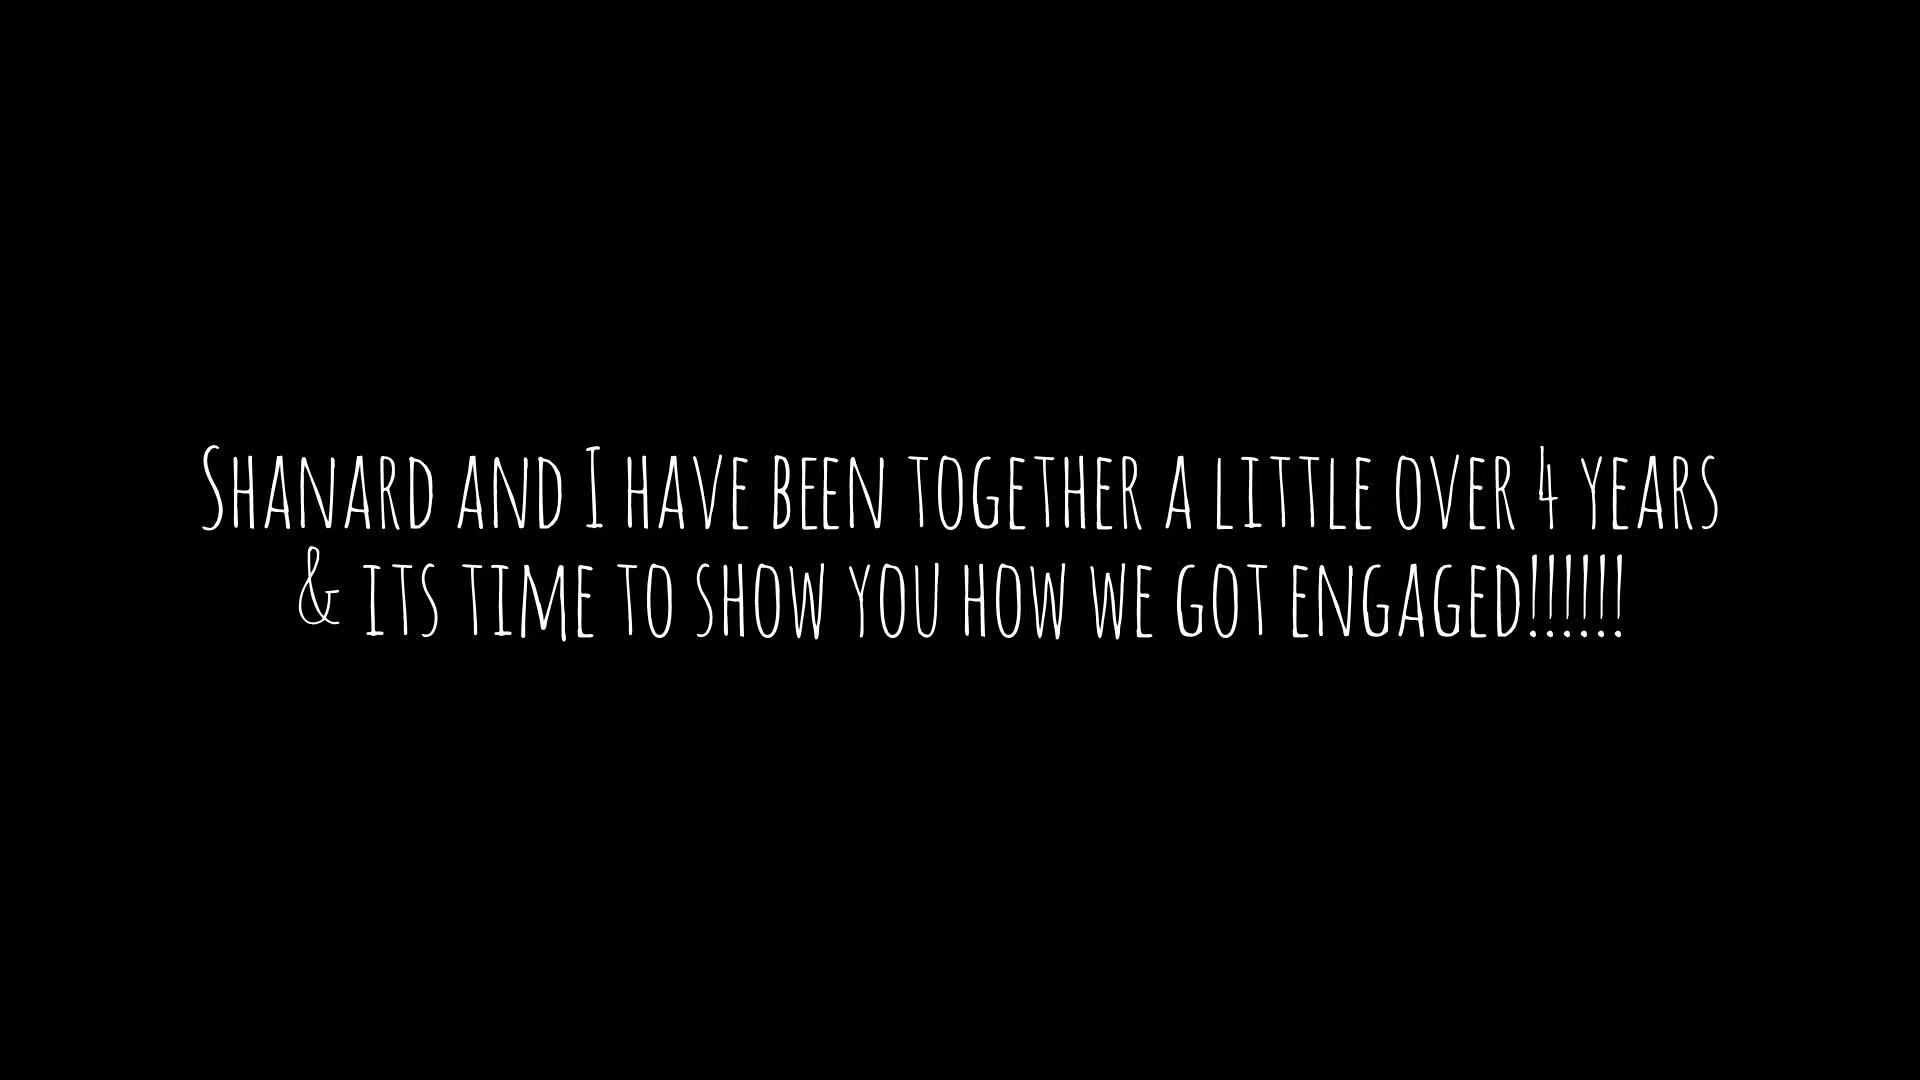 Shanard and I have been together a little over 4 years
& its time to show you how we got engaged!!!!!!